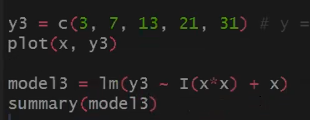 y3 = c(3, 7, 13, 21, 31) # y =
plot(x, y3)
model3 = lm(y3 ~ I(x*x) + x)
summary(model3)